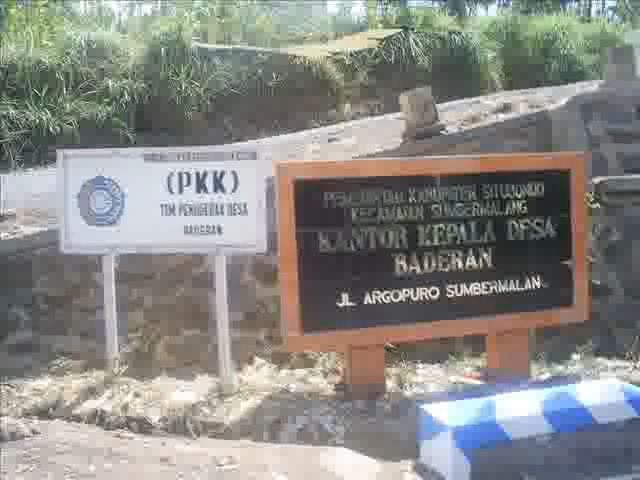 (PKK)
TIM PENGGERAK DESA
BADERAN
PEMERINTAH KABUPATEN SITUBONDO
KECAMATAN SUMBERMALANG
KANTOR KEPALA DESA
BADERAN
JL ARGOPURO SUMBERMALANG